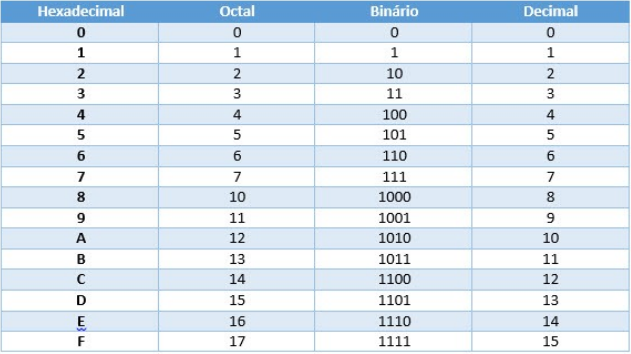 Hexadecimal Octal Binário Decimal
0 0 0 0
1 1 1 1
2 2 10 2
3 3 11 3
4 4 100 4
5 5 101 5
6 6 110 6
7 7 111 7
8 10 1000 8
9 11 1001 9
A 12 1010 10
B 13 1011 11
C 14 1100 12
D 15 1101 13
E 16 1110 14
F 17 1111 15